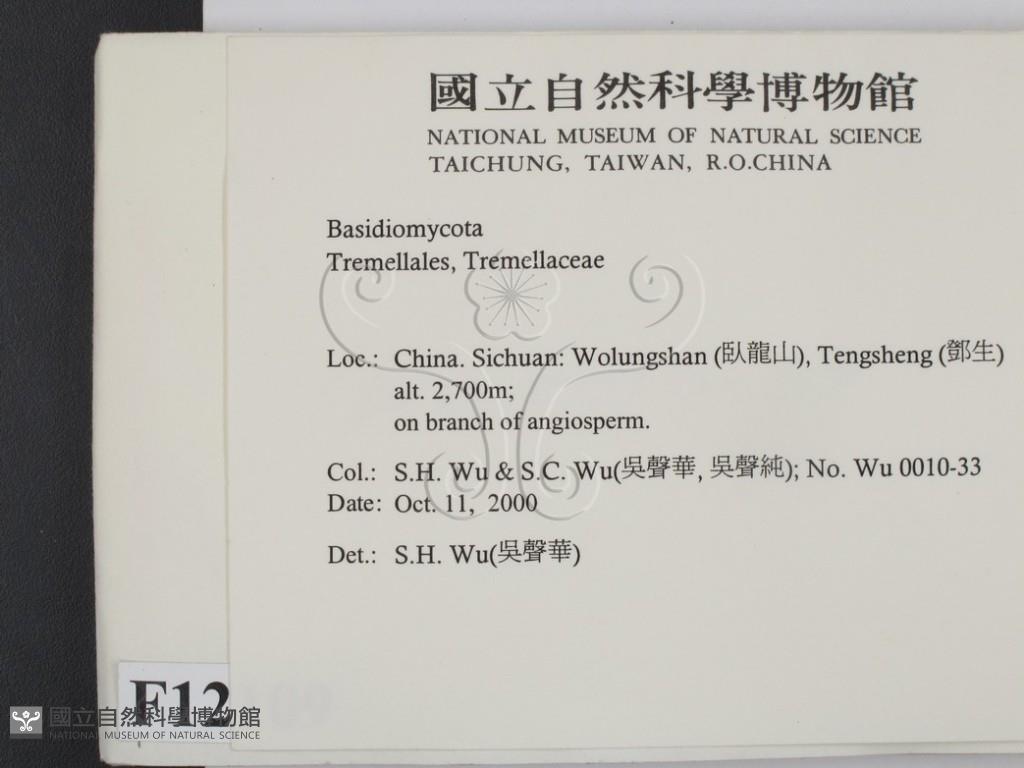 國立自然科學博物館
NATIONAL MUSEUM OF NATURAL SCIENCE
TAICHUNG, TAIWAN, R.O.CHINA
Basidiomycota
Tremellales, Tremellaceae
Loc.: China. Sichuan: Wolungshan (臥龍山), Tengsheng (鄧生)
alt. 2,700m;
on branch of angiosperm.
Col.: S.H. Wu & S.C. Wu(吳聲華, 吳聲純); No. Wu 0010-33
Date: Oct. 11, 2000
Det.: S.H. Wu(吳聲華)
F12
國立自然科學博物館
NATIONAL MUSEUM OF NATURAL SCIENCE